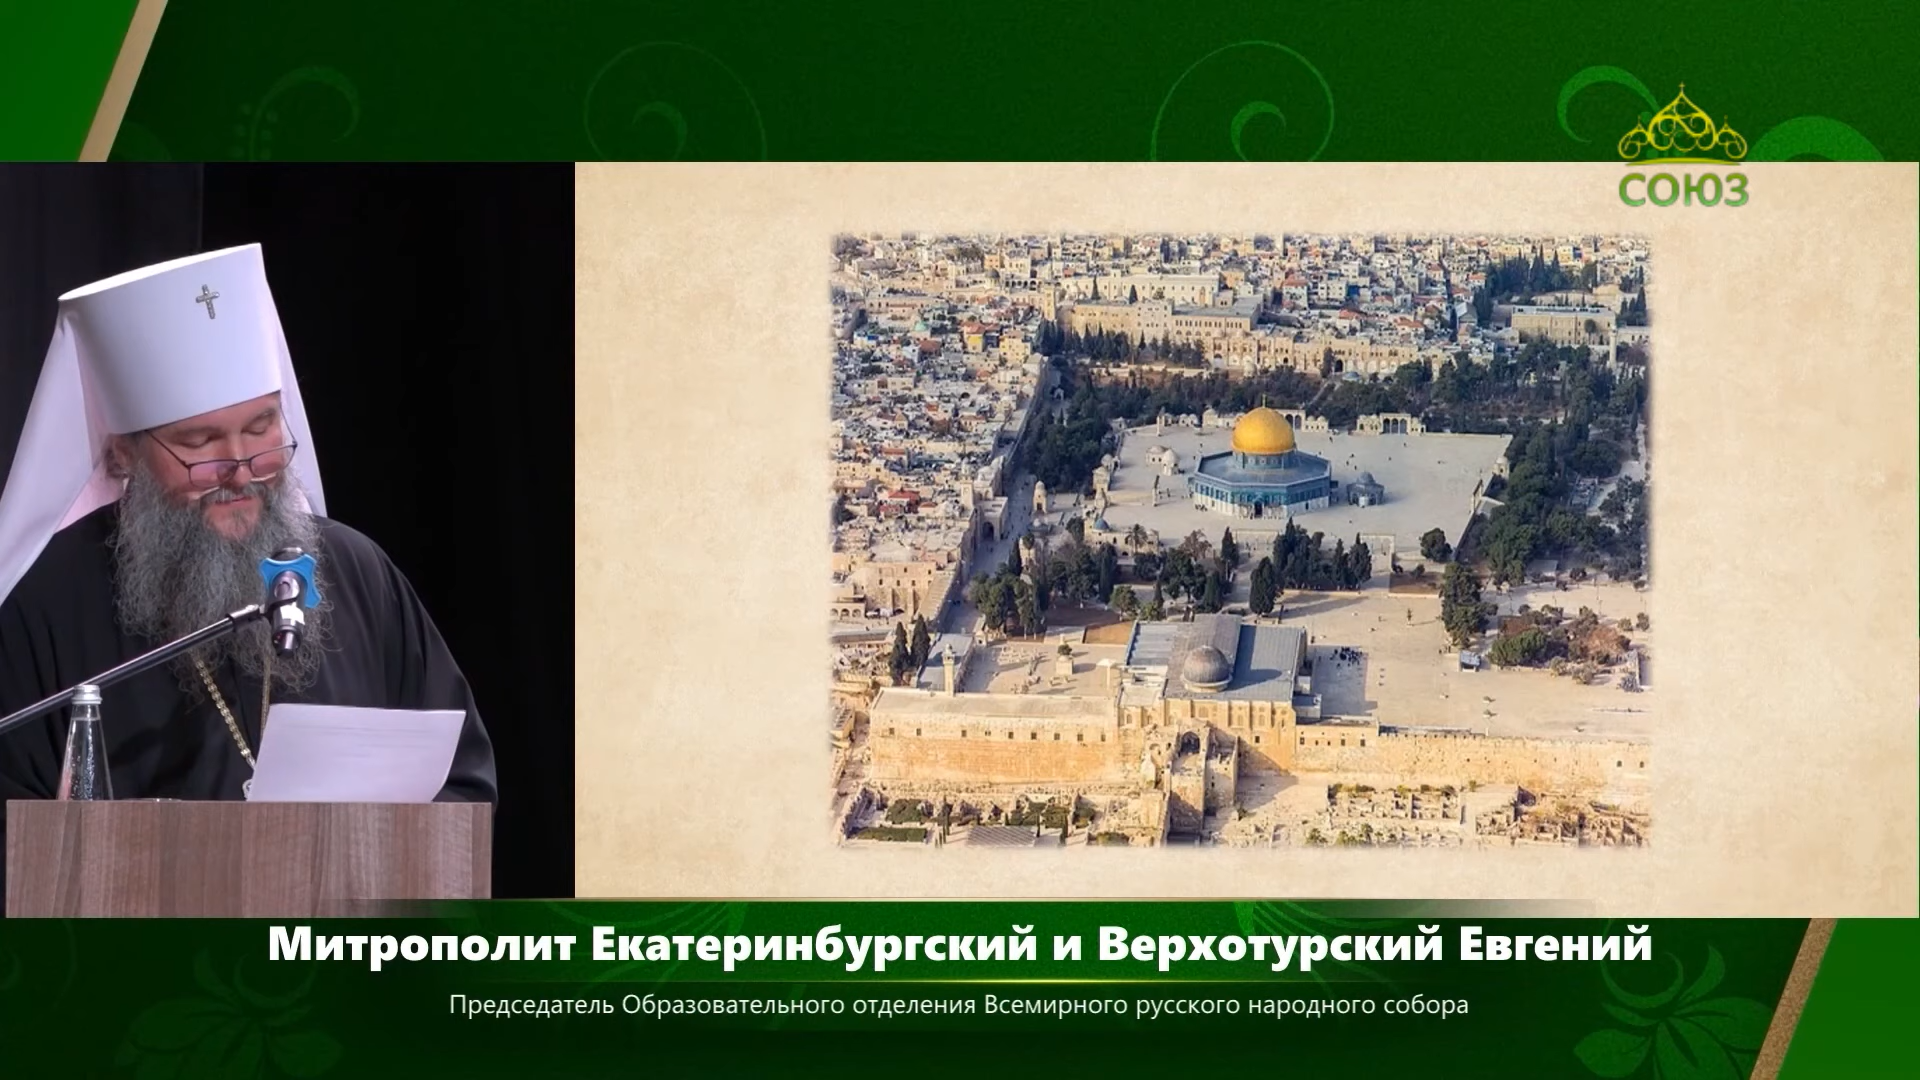 СОЮЗ
Митрополит Екатеринбургский и Верхотурский Евгений
Председатель Образовательного отделения Всемирного русского народного собора